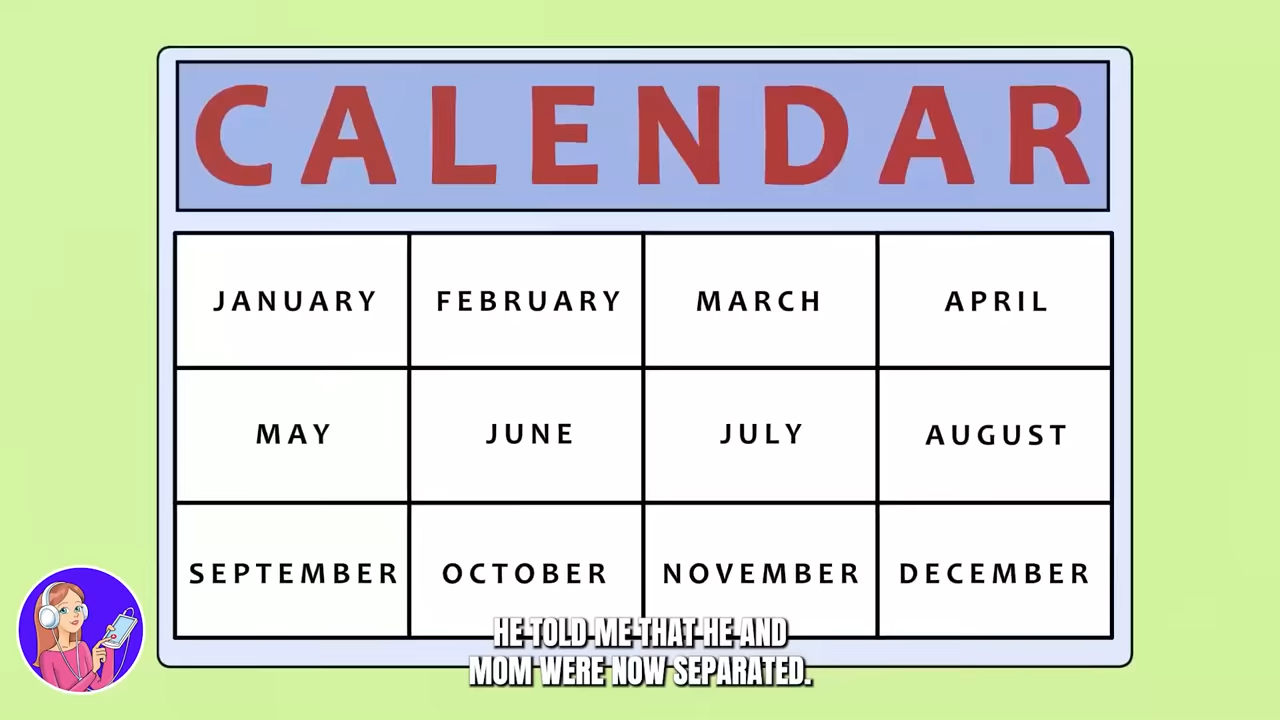 CALENDAR
JANUARY FEBRUARY MARCH APRIL
MAY JUNE JULY AUGUST
SEPTEMBER OCTOBER NOVEMBER DECEMBER
HE TOLD ME THAT HE AND
MOM WERE NOW SEPARATED.